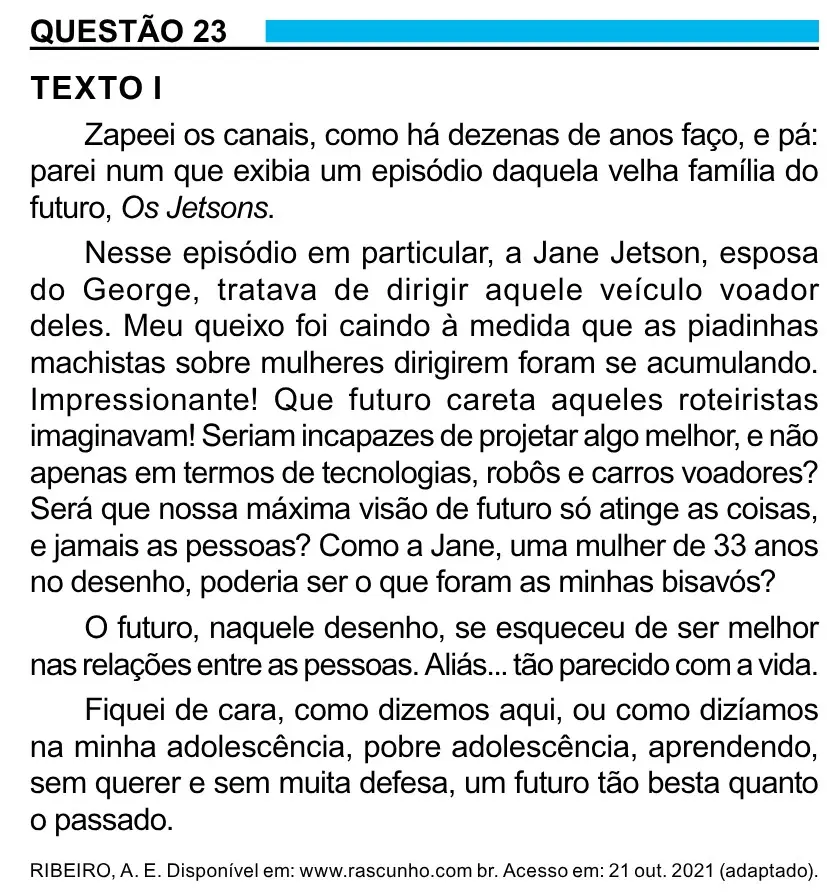 QUESTÃO 23
TEXTO I
Zapeei os canais, como há dezenas de anos faço, e pá:
parei num que exibia um episódio daquela velha família do
futuro, Os Jetsons.
Nesse episódio em particular, a Jane Jetson, esposa
do George, tratava de dirigir aquele veículo voador
deles. Meu queixo foi caindo à medida que as piadinhas
machistas sobre mulheres dirigirem foram se acumulando.
Impressionante! Que futuro careta aqueles roteiristas
imaginavam! Seriam incapazes de projetar algo melhor, e não
apenas em termos de tecnologias, robôs e carros voadores?
Será que nossa máxima visão de futuro só atinge as coisas,
e jamais as pessoas? Como a Jane, uma mulher de 33 anos
no desenho, poderia ser o que foram as minhas bisavós?
O futuro, naquele desenho, se esqueceu de ser melhor
nas relações entre as pessoas. Aliás... tão parecido com a vida.
Fiquei de cara, como dizemos aqui, ou como dizíamos
na minha adolescência, pobre adolescência, aprendendo,
sem querer e sem muita defesa, um futuro tão besta quanto
o passado.
RIBEIRO, A. E. Disponível em: www.rascunho.com br. Acesso em: 21 out. 2021 (adaptado).